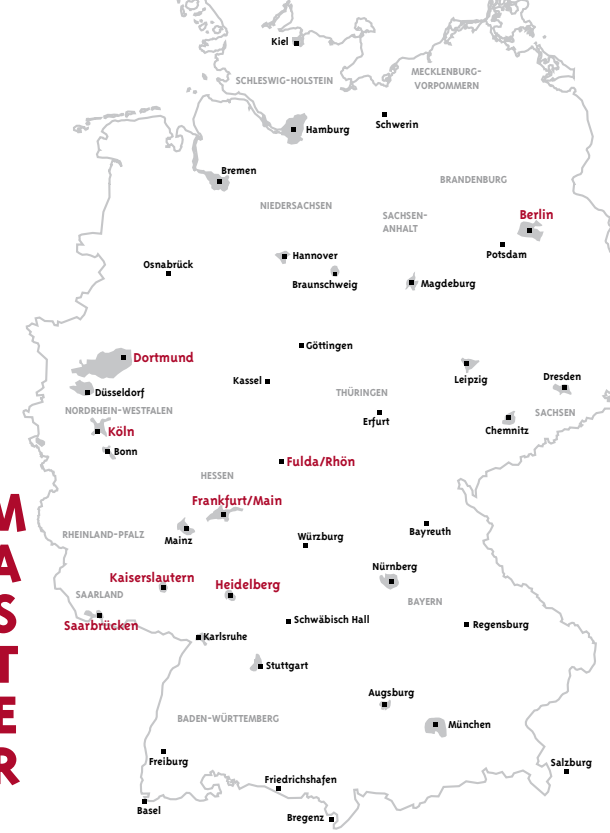 Kiel
SCHLESWIG-HOLSTEIN
MECKLENBURG-
VORPOMMERN
Hamburg
Schwerin
Bremen
BRANDENBURG
NIEDERSACHSEN
SACHSEN-
ANHALT
Berlin
Potsdam
Hannover
Osnabrück
Braunschweig
Magdeburg
Göttingen
Dortmund
Leipzig
Dresden
Kassel
Düsseldorf
THÜRINGEN
NORDRHEIN-WESTFALEN
SACHSEN
Erfurt
Chemnitz
Köln
Bonn
Fulda/Rhön
HESSEN
Frankfurt/Main
RHEINLAND-PFALZ
Mainz
Würzburg
Bayreuth
Nürnberg
Kaiserslautern
Heidelberg
SAARLAND
BAYERN
Saarbrücken
Schwäbisch Hall
Regensburg
Karlsruhe
Stuttgart
Augsburg
BADEN-WÜRTTEMBERG
München
Freiburg
Salzburg
Friedrichshafen
Basel
Bregenz
M
A
S
T
E
R